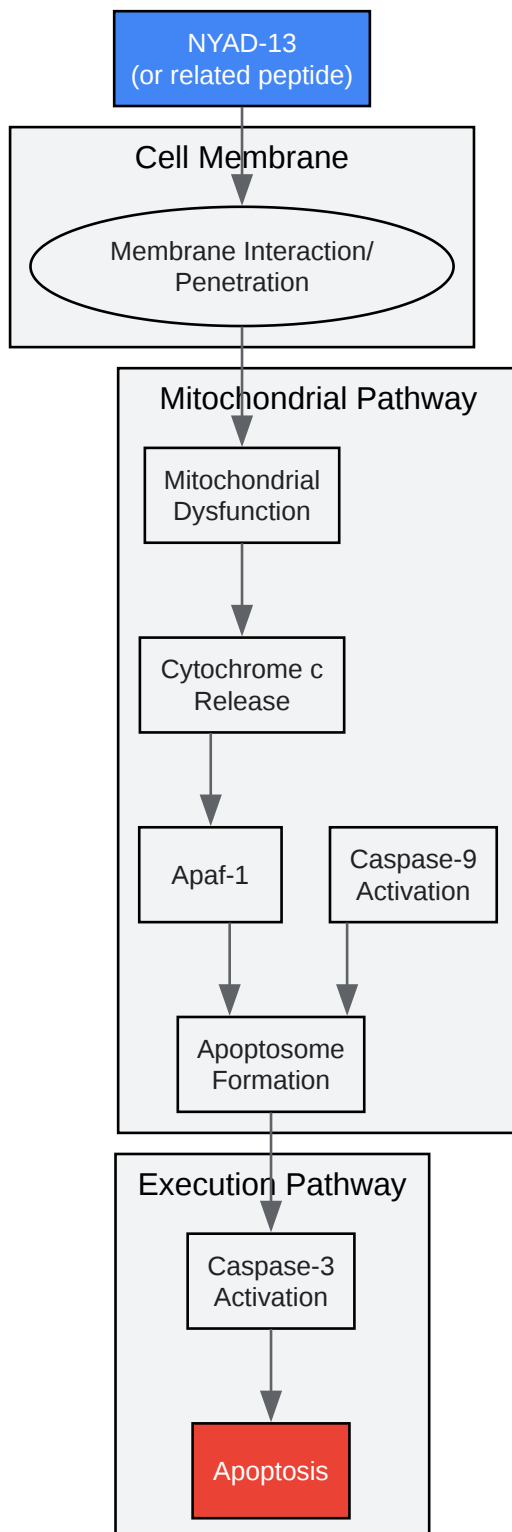 NYAD-13
(or related peptide)
Cell Membrane
Membrane Interaction/
Penetration
Mitochondrial Pathway
Mitochondrial
Dysfunction
Cytochrome c
Release
Apaf-1
Caspase-9
Activation
Apoptosome
Formation
Execution Pathway
Caspase-3
Activation
Apoptosis